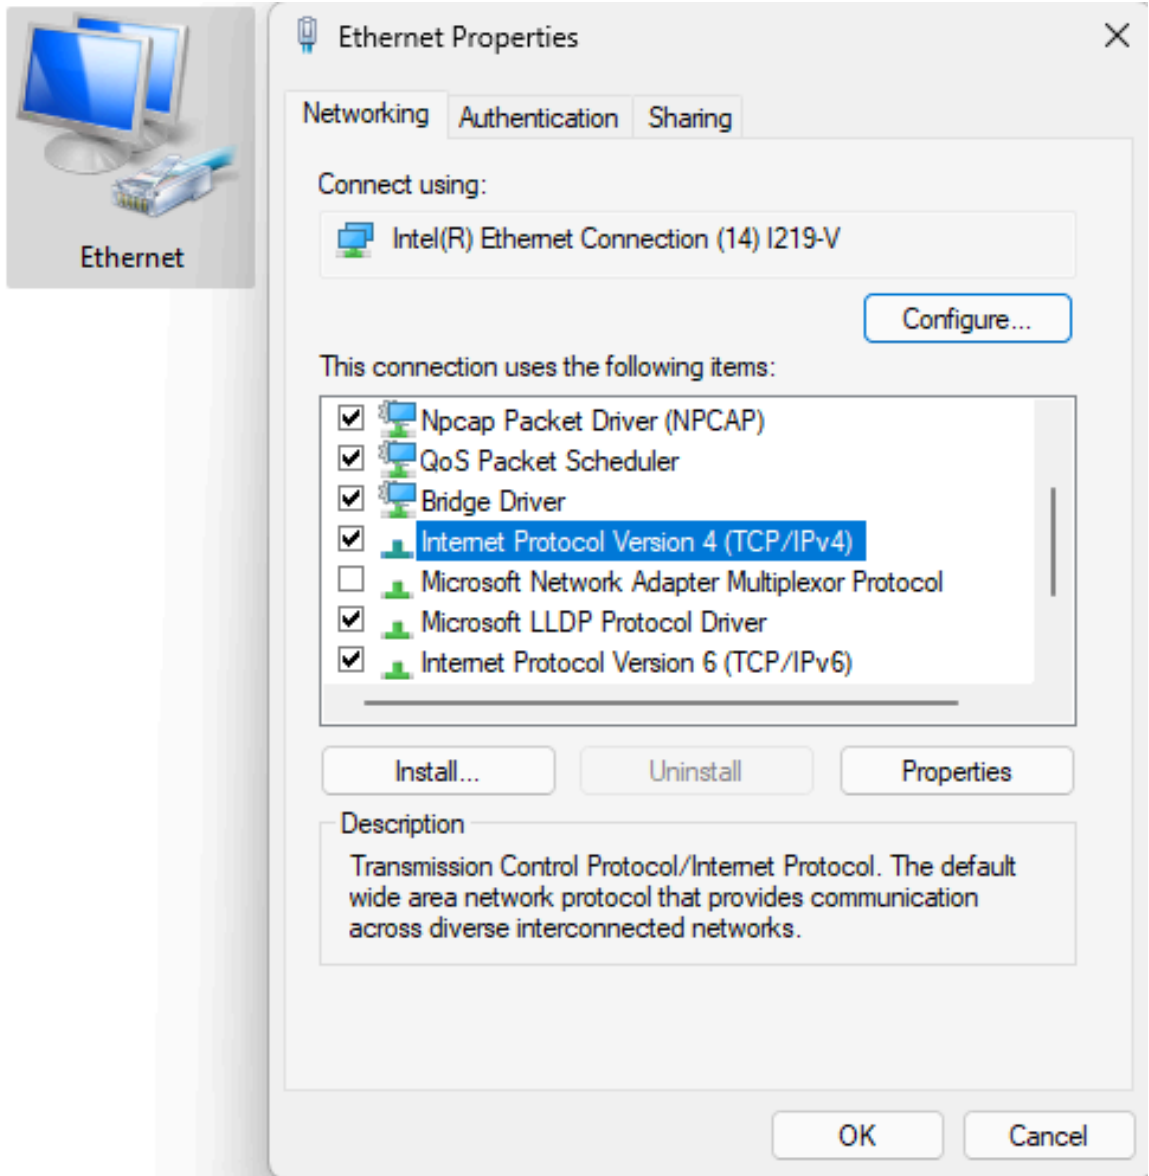 Ethernet
Ethernet Properties
Networking Authentication Sharing
Connect using:
Intel(R) Ethernet Connection (14) I219-V
Configure...
This connection uses the following items:
Npcap Packet Driver (NPCAP)
QoS Packet Scheduler
Bridge Driver
Internet Protocol Version 4 (TCP/IPv4)
Microsoft Network Adapter Multiplexor Protocol
Microsoft LLDP Protocol Driver
Internet Protocol Version 6 (TCP/IPv6)
Install... Uninstall Properties
Description
Transmission Control Protocol/Internet Protocol. The default
wide area network protocol that provides communication
across diverse interconnected networks.
OK Cancel